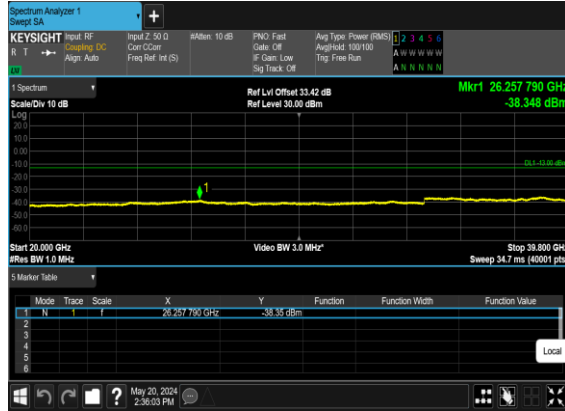 Spectrum Analyzer 1
Swept SA
+
KEYSIGHT Input: RF Input Z: 50 Ω #Atten: 10 dB PNO: Fast Avg Type: Power (RMS) 1 2 3 4 5 6
R T Coupling: DC Corr CCorr Gate: Off Avg|Hold: 100/100 A W W W W W
Align: Auto Freq Ref: Int (S) IF Gain: Low Trig: Free Run
LV Sig Track: Off A N N N N N
1 Spectrum Ref Lvl Offset 33.42 dB Mkr1 26.257 790 GHz
Scale/Div 10 dB Ref Level 30.00 dBm -38.348 dBm
Log
20.0
10.0
0.00
-10.0 DL1 -13.00 dBm
-20.0
-30.0 1
-40.0
-50.0
-60.0
Start 20.000 GHz Video BW 3.0 MHz* Stop 39.800 GHz
#Res BW 1.0 MHz Sweep 34.7 ms (40001 pts)
5 Marker Table
Mode Trace Scale X Y Function Function Width Function Value
1 N 1 f 26.257 790 GHz -38.35 dBm
2
3
4
5
6
Local
? May 20, 2024
2:36:03 PM